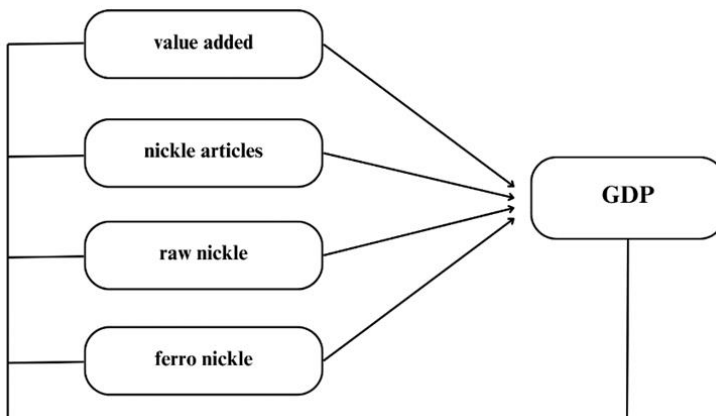 value added
nickle articles
GDP
raw nickle
ferro nickle